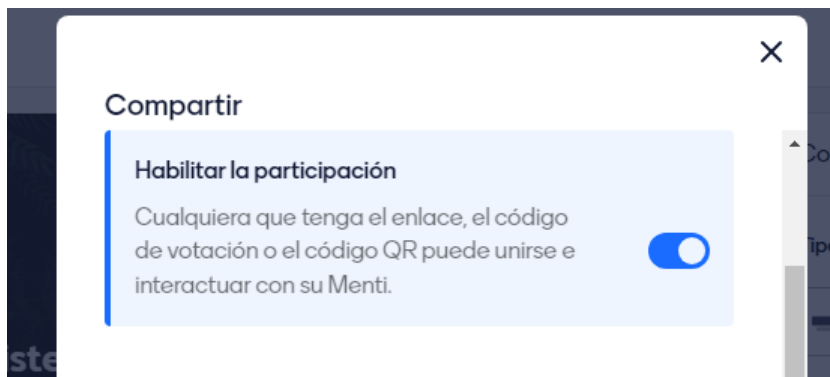 Compartir
Habilitar la participación
Cualquiera que tenga el enlace, el código
de votación o el código QR puede unirse e
interactuar con su Menti.